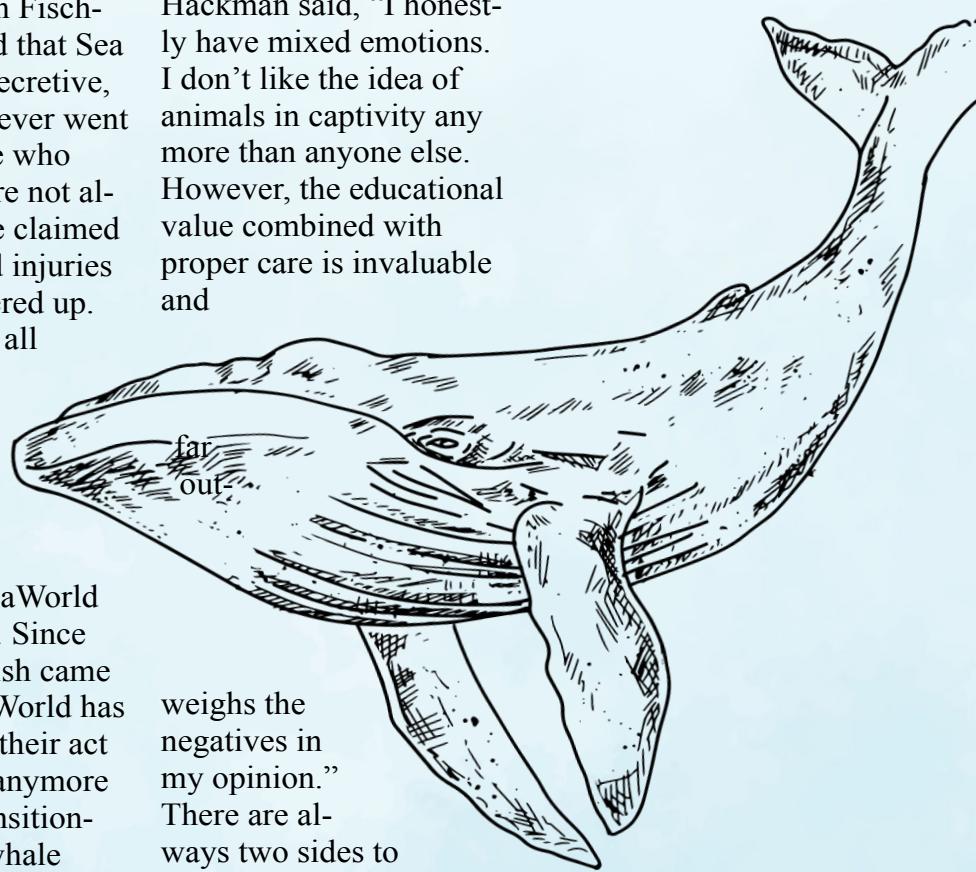 Fisch-
that Sea
ecretive,
ever went
who
re not al-
claimed
injuries
ered up.
all
aWorld
Since
sh came
World has
their act
anymore
nsition-
whale
Hackman said, “I honest-
ly have mixed emotions.
I don’t like the idea of
animals in captivity any
more than anyone else.
However, the educational
value combined with
proper care is invaluable
and
far
out-
weighs the
negatives in
my opinion.”
There are al-
ways two sides to